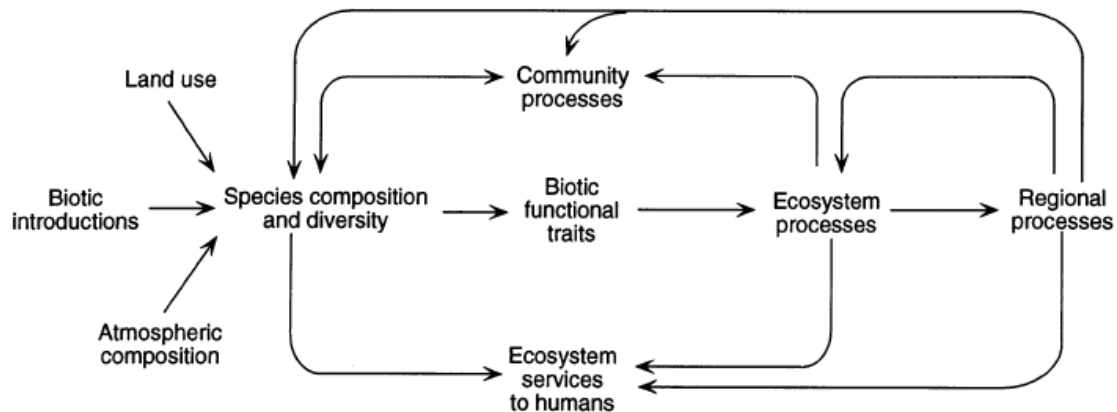 Land use
Community
processes
Biotic
introductions
Species composition
and diversity
Biotic
functional
traits
Ecosystem
processes
Regional
processes
Atmospheric
composition
Ecosystem
services
to humans